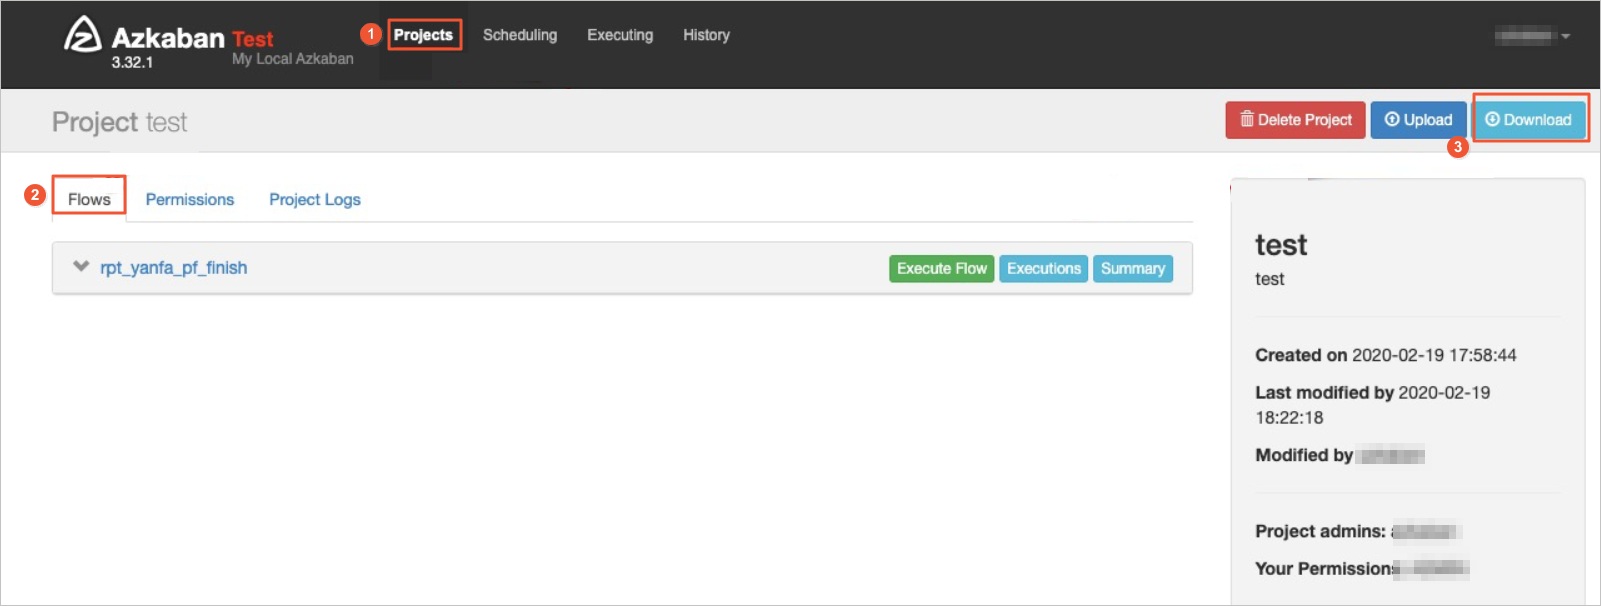 Azkaban Test
3.32.1
My Local Azkaban
1 Projects Scheduling Executing History
Project test
Delete Project Upload Download
3
2 Flows Permissions Project Logs
rpt_yanfa_pf_finish Execute Flow Executions Summary
test
test
Created on 2020-02-19 17:58:44
Last modified by 2020-02-19
18:22:18
Modified by
Project admins:
Your Permissions